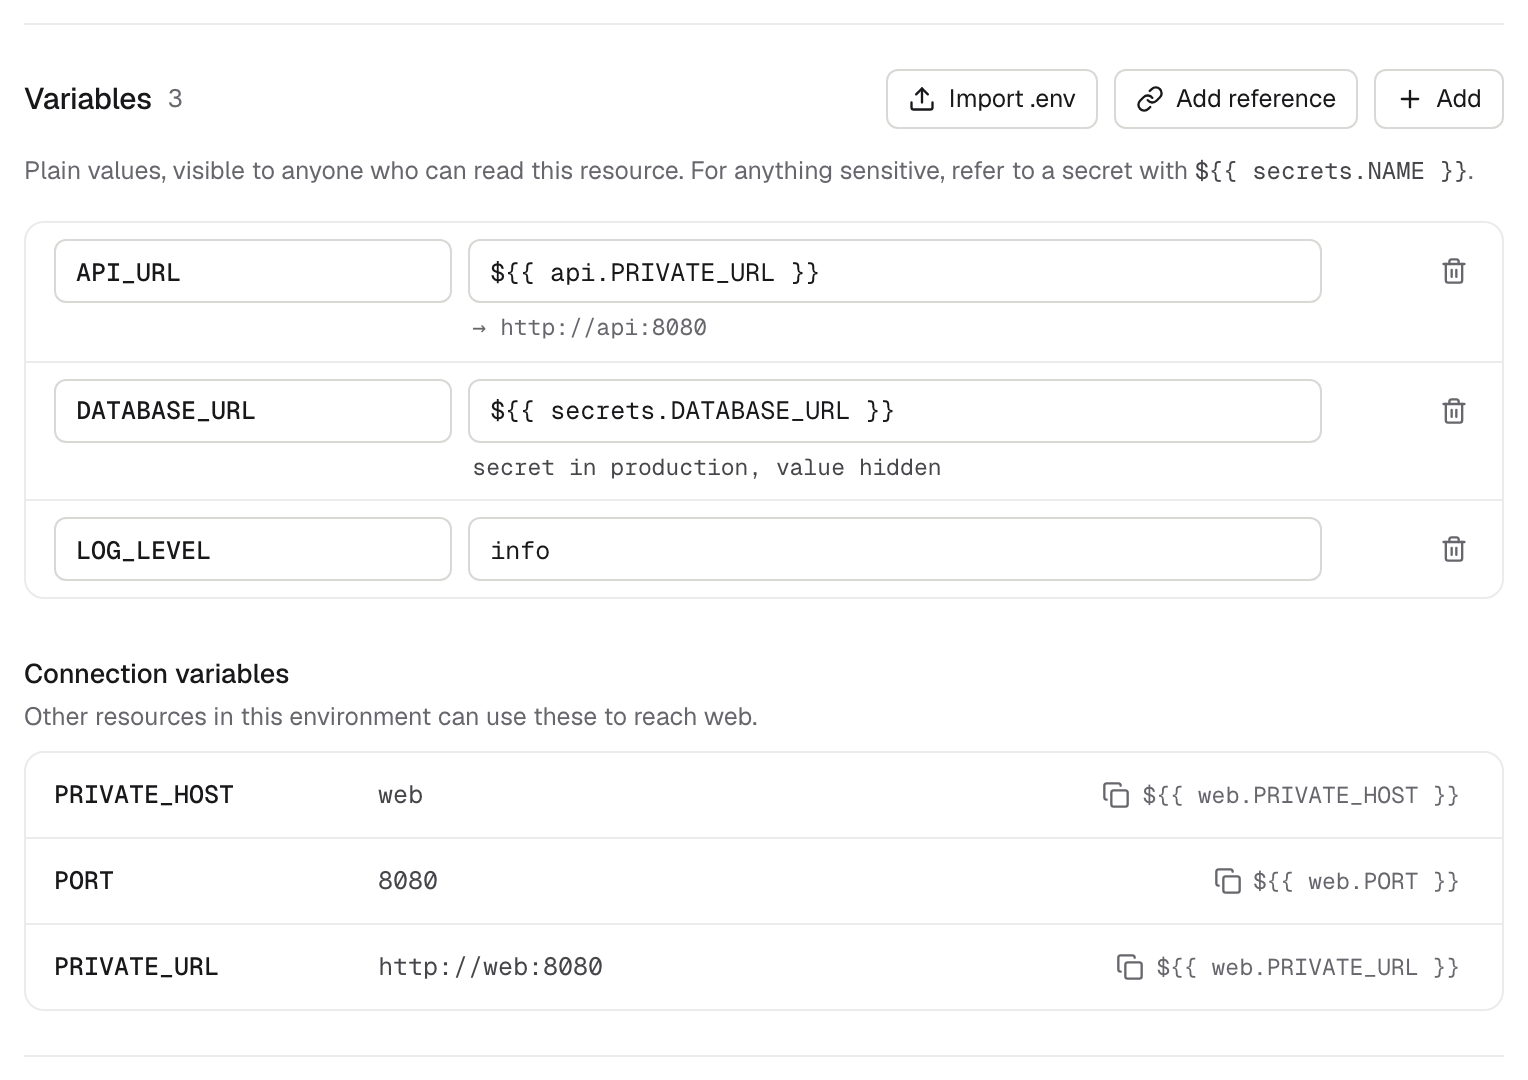 Variables 3
Import .env
Add reference
Add
Plain values, visible to anyone who can read this resource. For anything sensitive, refer to a secret with ${{ secrets.NAME }}.
API_URL ${{ api.PRIVATE_URL }}
→ http://api:8080
DATABASE_URL ${{ secrets.DATABASE_URL }}
secret in production, value hidden
LOG_LEVEL info
Connection variables
Other resources in this environment can use these to reach web.
PRIVATE_HOST web ${{ web.PRIVATE_HOST }}
PORT 8080 ${{ web.PORT }}
PRIVATE_URL http://web:8080 ${{ web.PRIVATE_URL }}